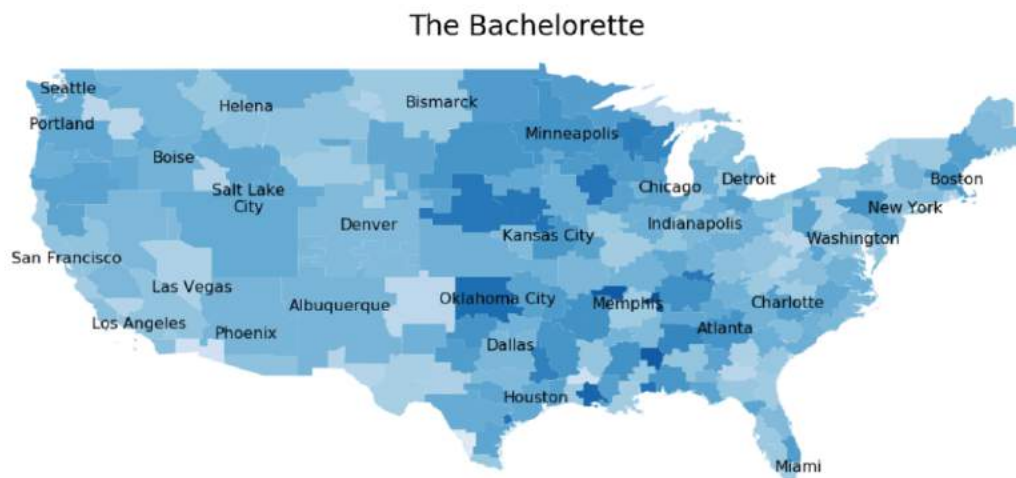 The Bachelorette
Seattle
Helena
Bismarck
Portland
Minneapolis
Boise
Salt Lake
City
Chicago
Detroit
Boston
New York
Denver
Indianapolis
Kansas City
Washington
San Francisco
Las Vegas
Albuquerque
Oklahoma City
Memphis
Charlotte
Los Angeles
Phoenix
Atlanta
Dallas
Houston
Miami